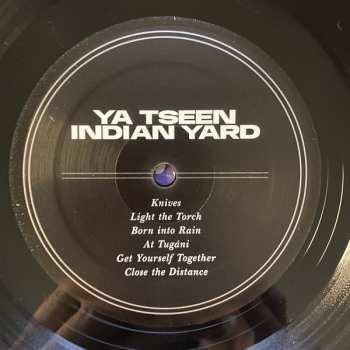 YA TSEEN
INDIAN YARD
Knives
Light the Torch
Born into Rain
At Tugáni
Get Yourself Together
Close the Distance